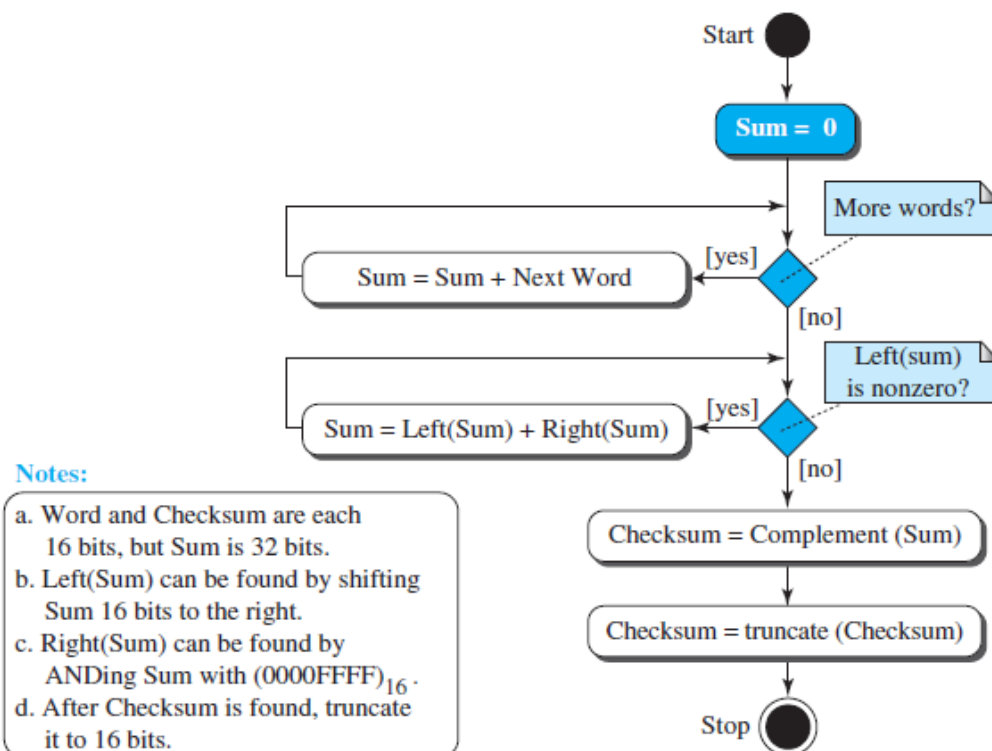 Start
Sum = 0
More words?
[yes]
Sum = Sum + Next Word
[no]
Left(sum)
is nonzero?
[yes]
Sum = Left(Sum) + Right(Sum)
[no]
Notes:
a. Word and Checksum are each
16 bits, but Sum is 32 bits.
b. Left(Sum) can be found by shifting
Sum 16 bits to the right.
c. Right(Sum) can be found by
ANDing Sum with (0000FFFF)₁₆.
d. After Checksum is found, truncate
it to 16 bits.
Checksum = Complement (Sum)
Checksum = truncate (Checksum)
Stop